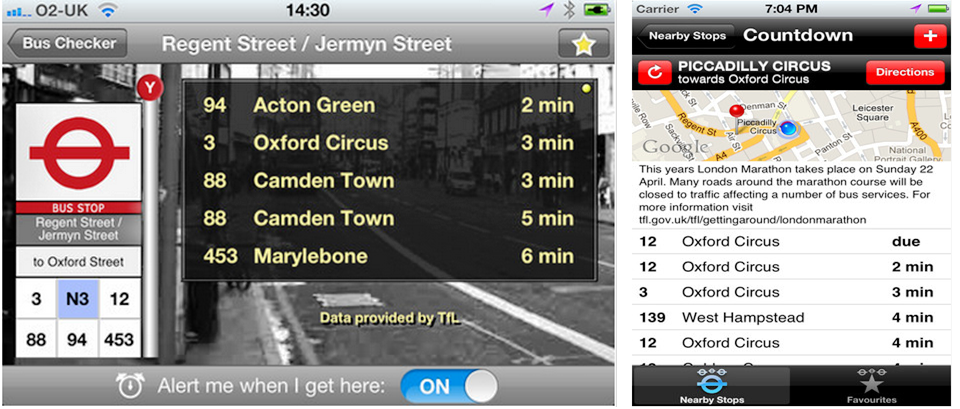 O2-UK 14:30
Bus Checker Regent Street / Jermyn Street
Y
94 Acton Green 2 min
3 Oxford Circus 3 min
88 Camden Town 3 min
88 Camden Town 5 min
453 Marylebone 6 min
BUS STOP
Regent Street /
Jermyn Street
to Oxford Street
3 N3 12
88 94 453
Data provided by TfL
Alert me when I get here: ON
Carrier 7:04 PM
Nearby Stops Countdown +
PICCADILLY CIRCUS
towards Oxford Circus
Directions
Denman St
Leicester
Square
Piccadilly
Circus
Regent St
Air St
Panton St
A4
A400
Google
National
Portrait Gallery
This years London Marathon takes place on Sunday 22
April. Many roads around the marathon course will be
closed to traffic affecting a number of bus services. For
more information visit
tfl.gov.uk/tfl/gettingaround/londonmarathon
12 Oxford Circus due
12 Oxford Circus 2 min
3 Oxford Circus 3 min
139 West Hampstead 4 min
12 Oxford Circus 4 min
Nearby Stops Favourites